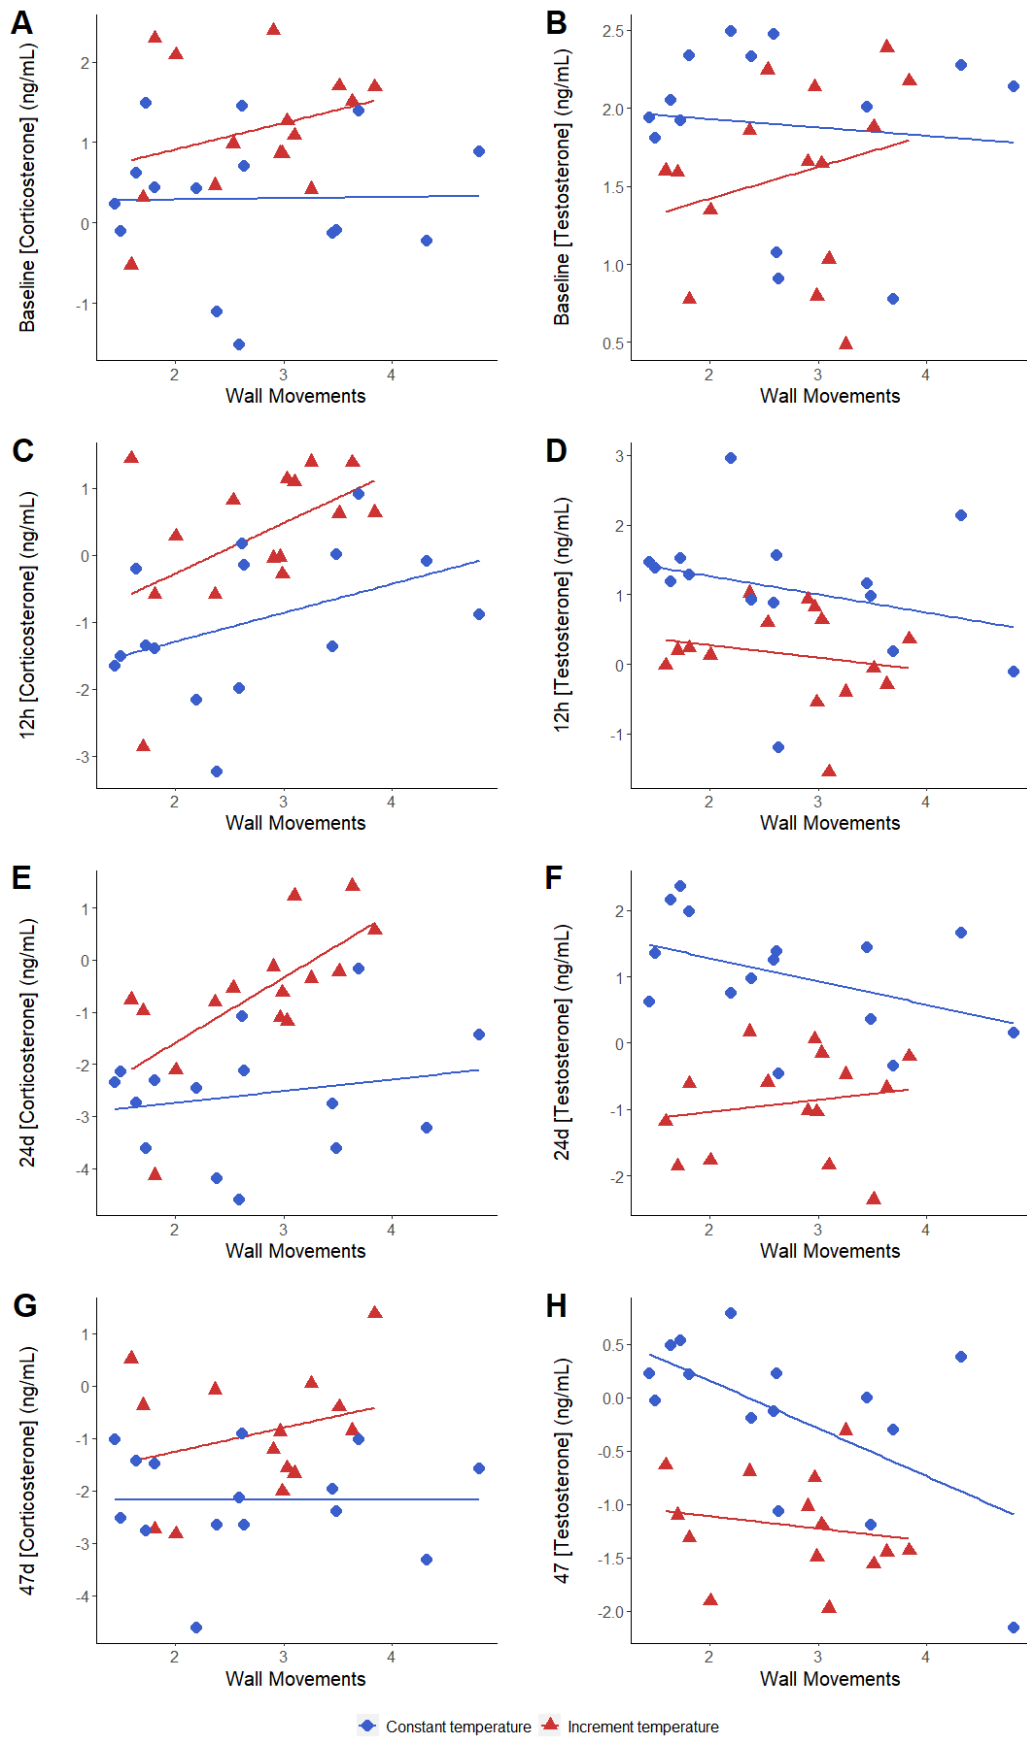 A
Baseline [Corticosterone] (ng/mL)
2
1
0
-1
2 3 4
Wall Movements
B
Baseline [Testosterone] (ng/mL)
2.5
2.0
1.5
1.0
0.5
2 3 4
Wall Movements
C
12h [Corticosterone] (ng/mL)
1
0
-1
-2
-3
2 3 4
Wall Movements
D
12h [Testosterone] (ng/mL)
3
2
1
0
-1
2 3 4
Wall Movements
E
24d [Corticosterone] (ng/mL)
1
0
-1
-2
-3
-4
2 3 4
Wall Movements
F
24d [Testosterone] (ng/mL)
2
1
0
-1
-2
2 3 4
Wall Movements
G
47d [Corticosterone] (ng/mL)
1
0
-1
-2
-3
-4
2 3 4
Wall Movements
H
47 [Testosterone] (ng/mL)
0.5
0.0
-0.5
-1.0
-1.5
-2.0
2 3 4
Wall Movements
Constant temperature Increment temperature